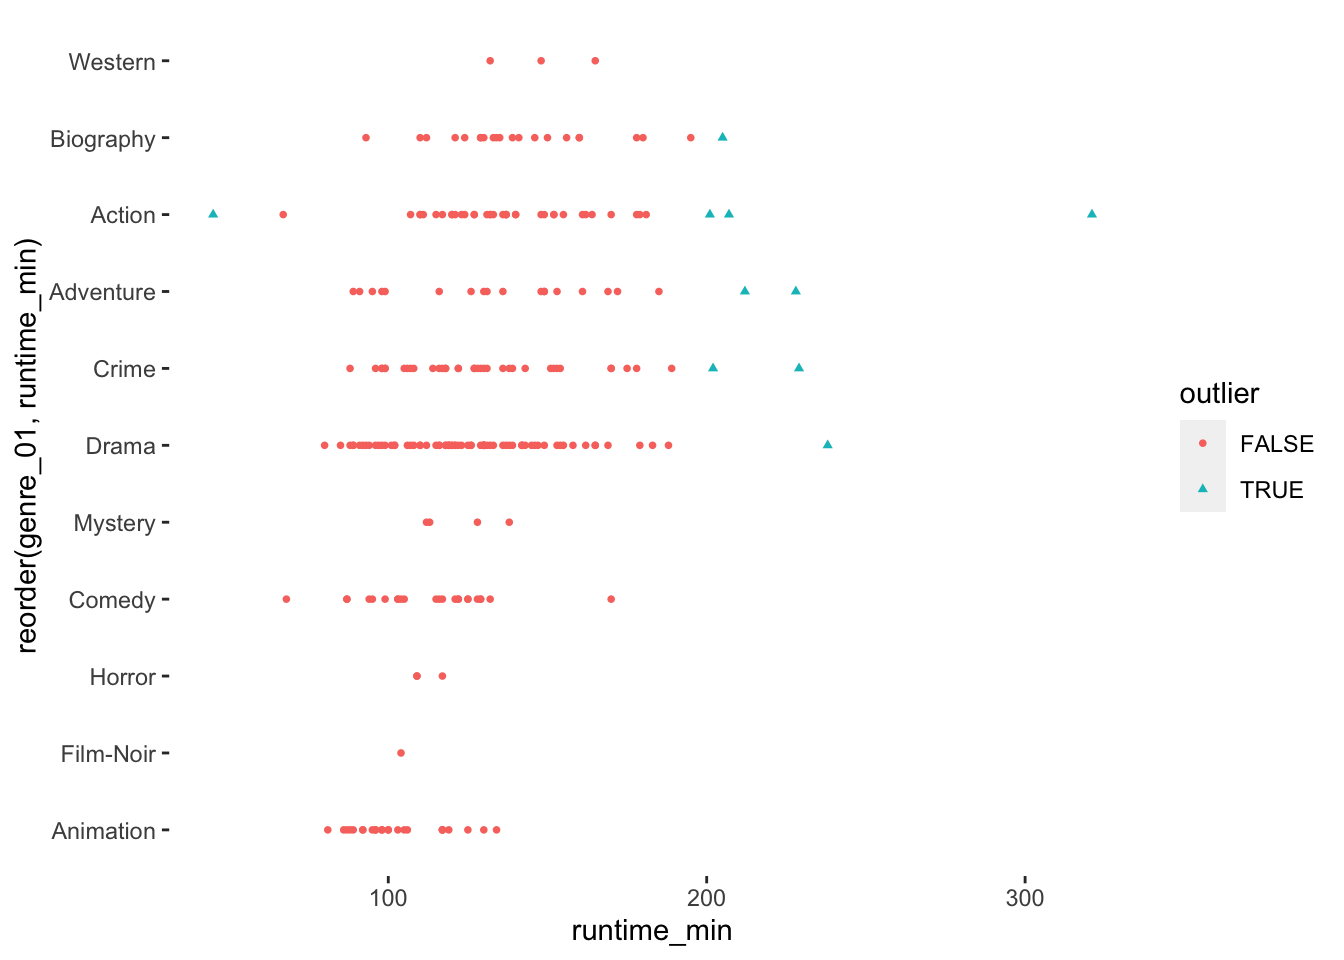 reorder(genre_01, runtime_min)
Western
Biography
Action
Adventure
Crime
Drama
Mystery
Comedy
Horror
Film-Noir
Animation
100 200 300
runtime_min
outlier
FALSE
TRUE